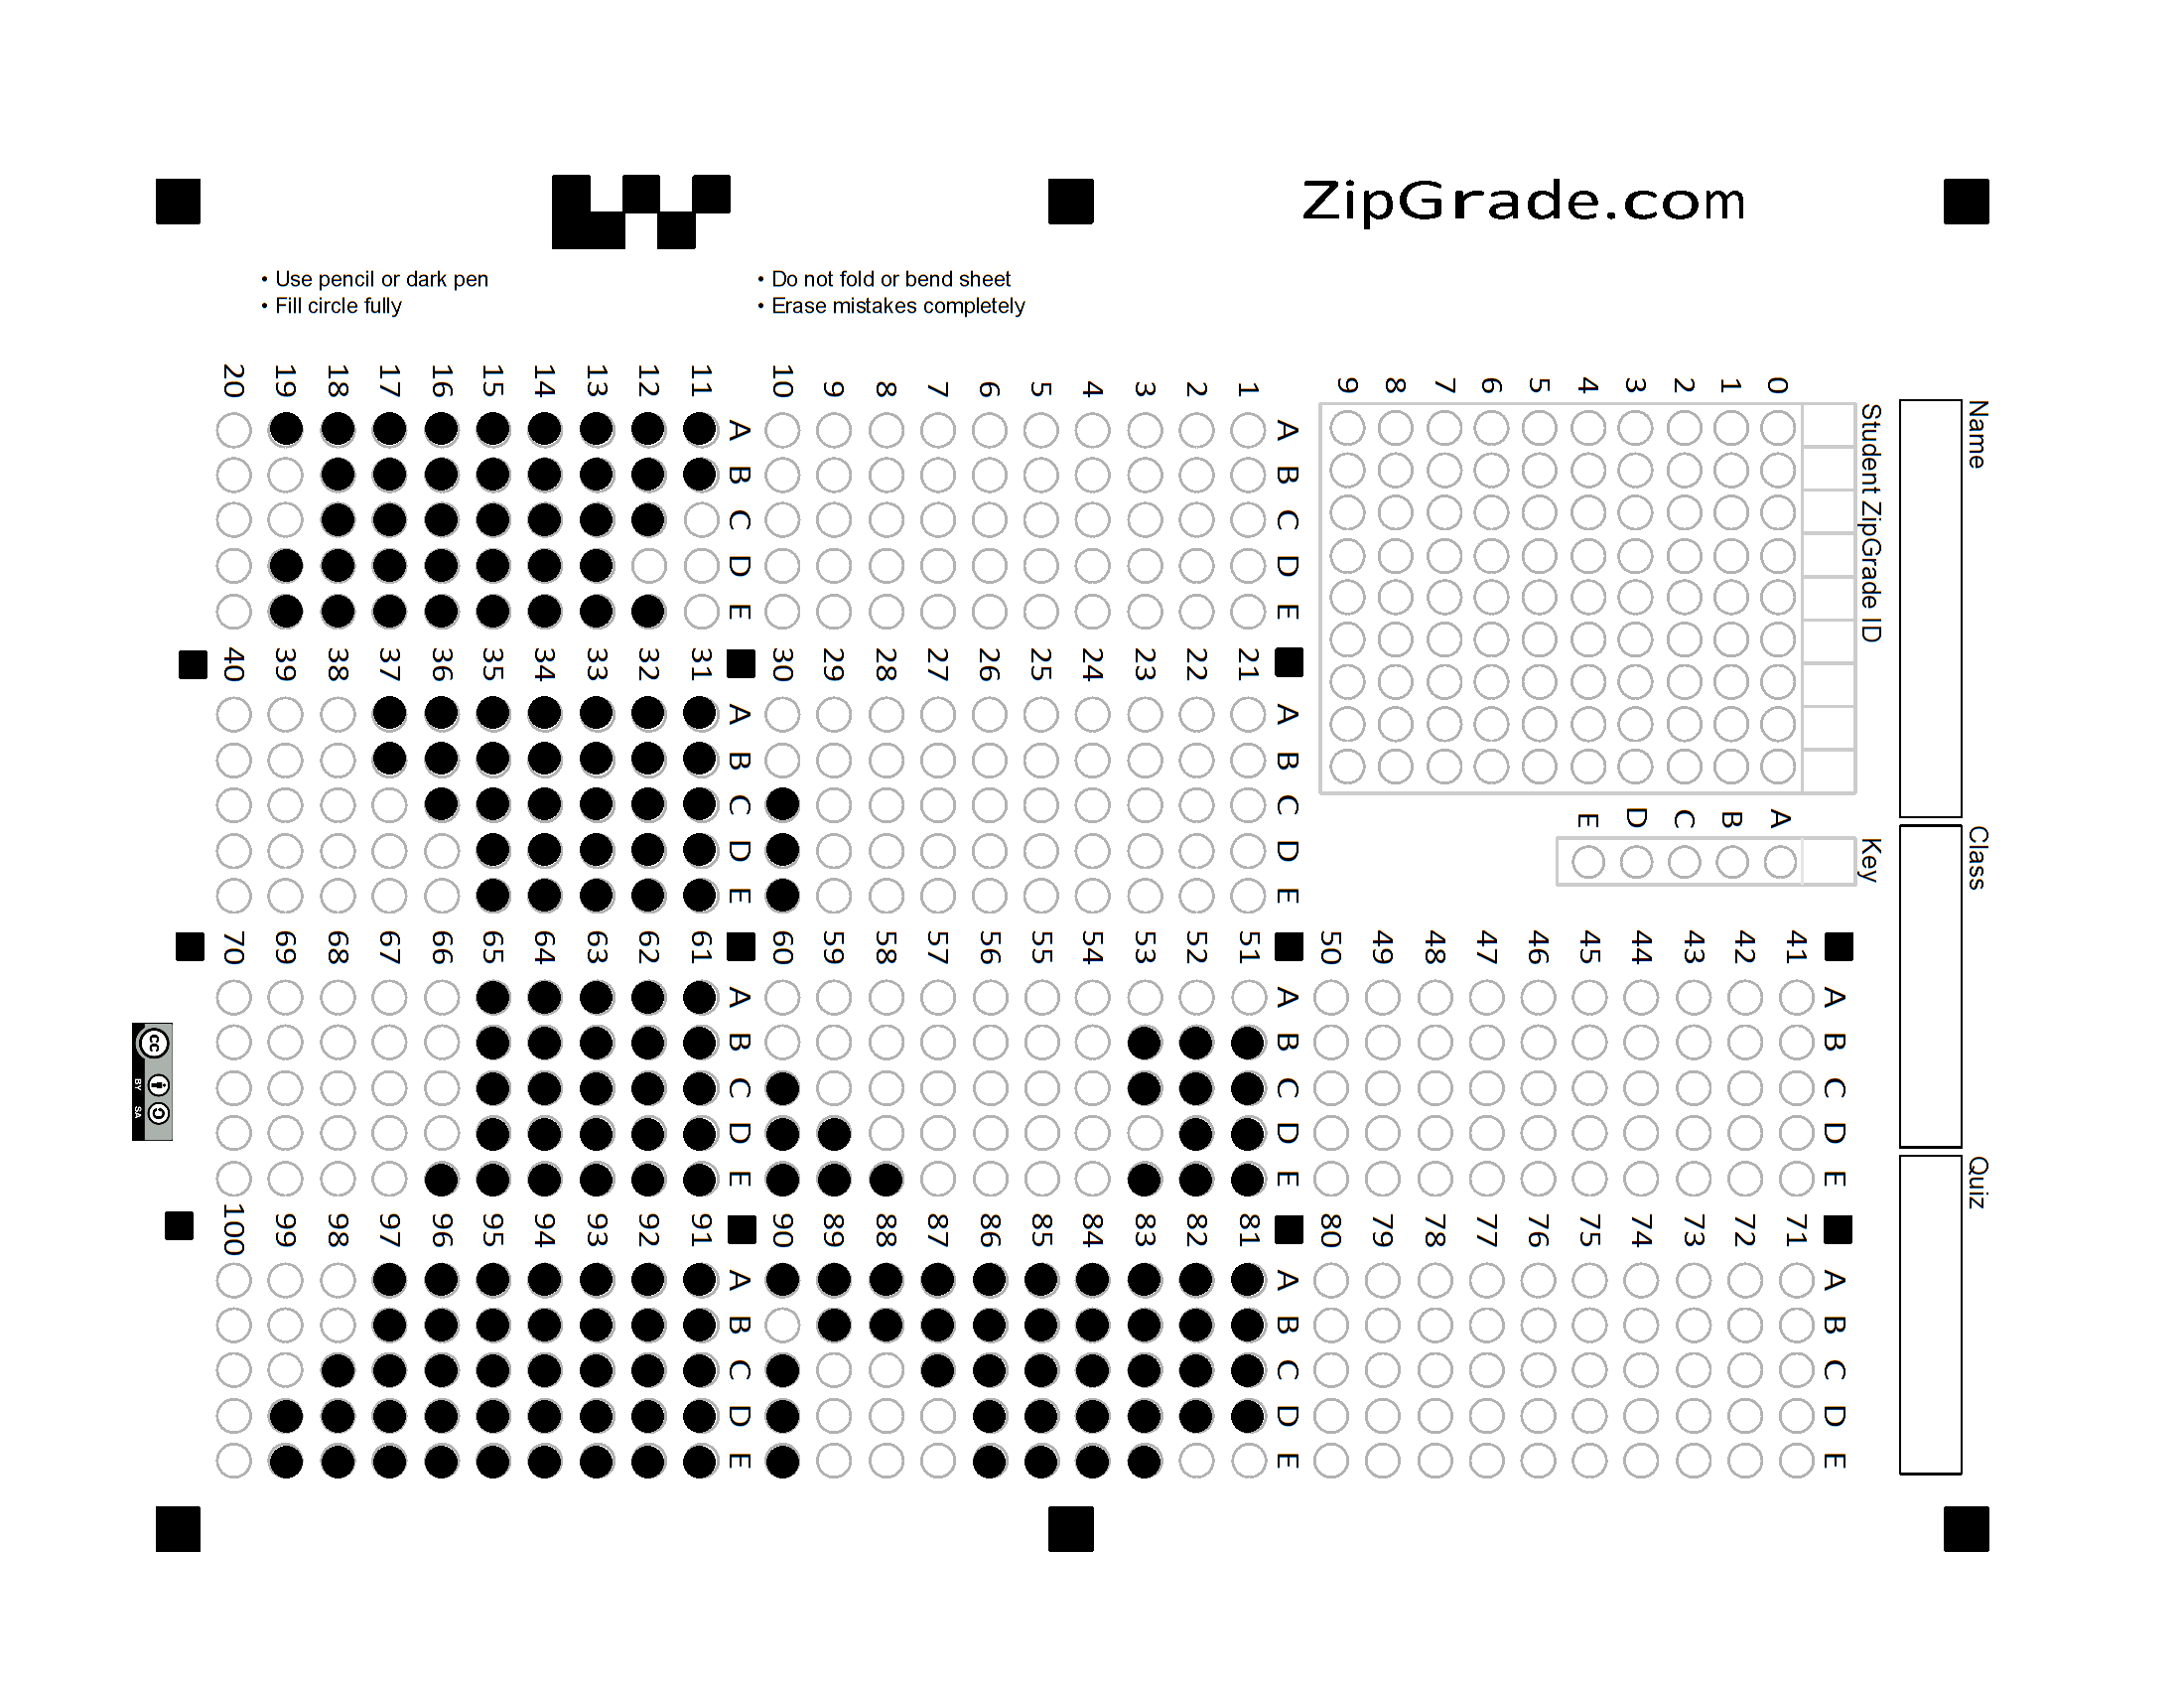 ZipGrade.com
• Use pencil or dark pen
• Fill circle fully
• Do not fold or bend sheet
• Erase mistakes completely
Name
Class
Quiz
Student ZipGrade ID
0 1 2 3 4 5 6 7 8 9
Key
A B C D E
1 2 3 4 5 6 7 8 9 10
A B C D E
11 12 13 14 15 16 17 18 19 20
A B C D E
21 22 23 24 25 26 27 28 29 30
A B C D E
31 32 33 34 35 36 37 38 39 40
A B C D E
41 42 43 44 45 46 47 48 49 50
A B C D E
51 52 53 54 55 56 57 58 59 60
A B C D E
61 62 63 64 65 66 67 68 69 70
A B C D E
71 72 73 74 75 76 77 78 79 80
A B C D E
81 82 83 84 85 86 87 88 89 90
A B C D E
91 92 93 94 95 96 97 98 99 100
A B C D E
cc
BY SA